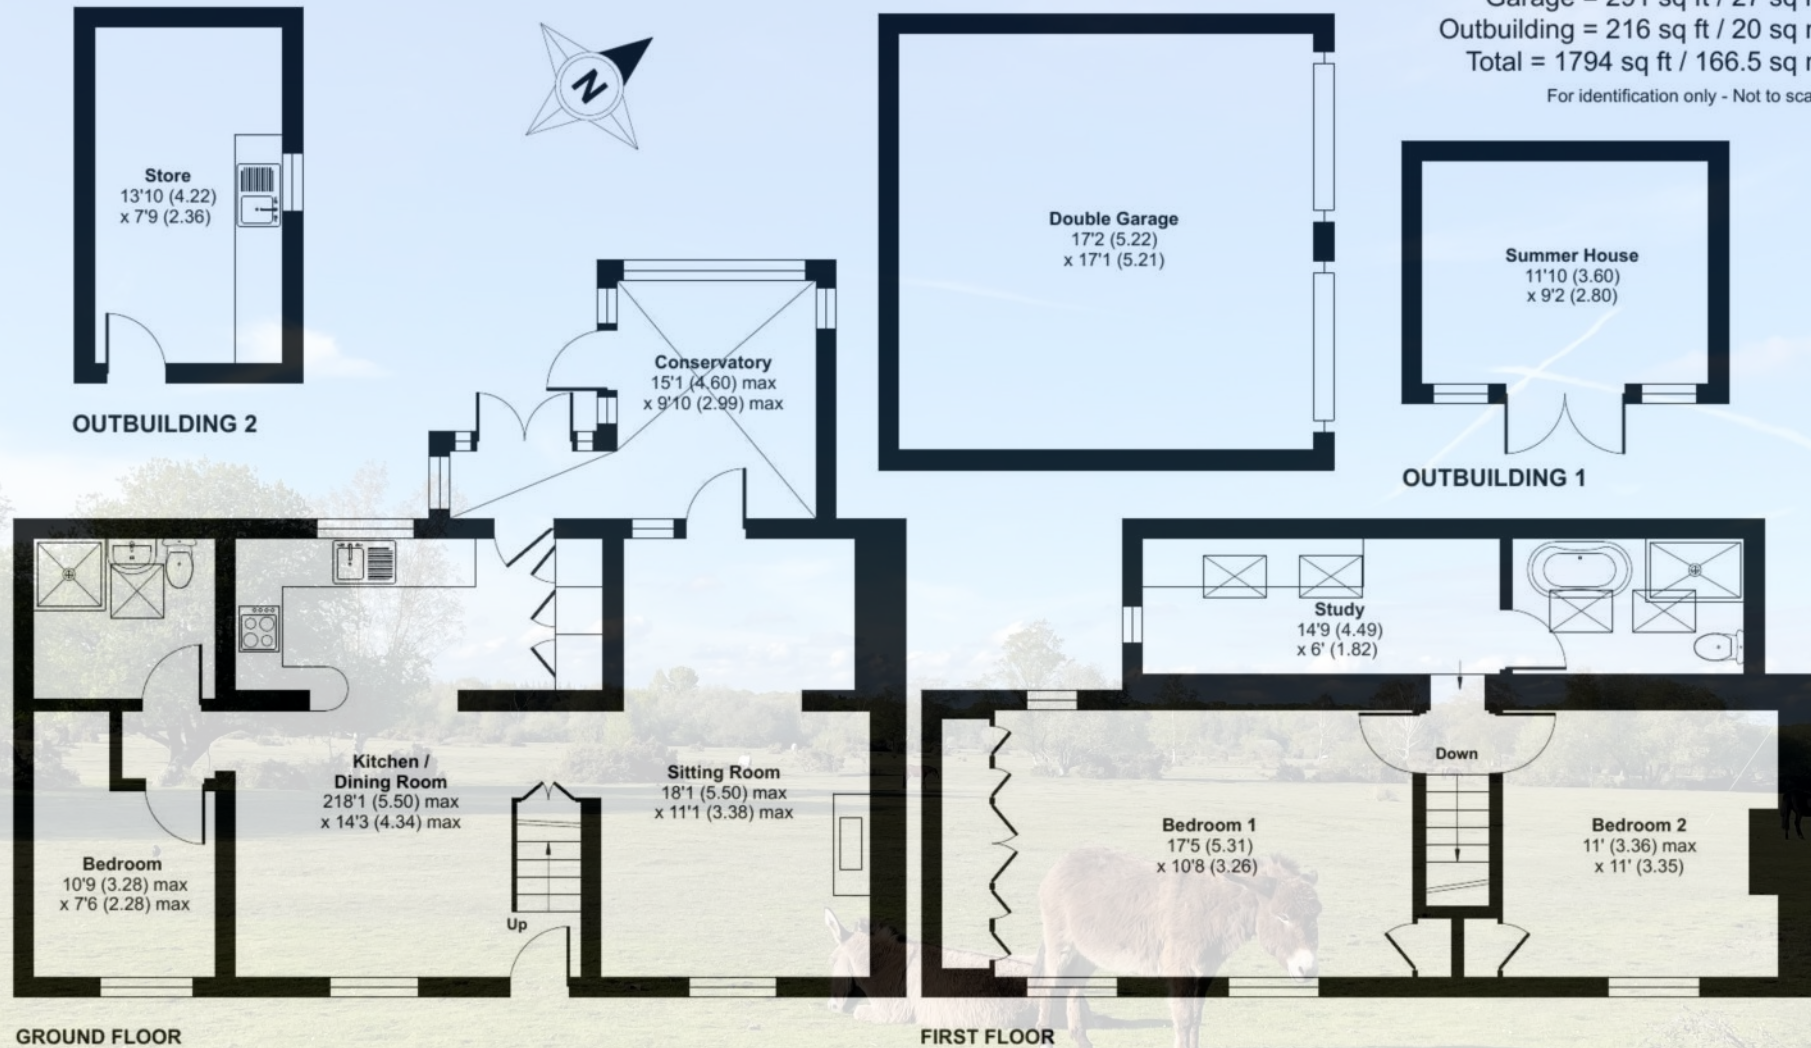 Garage = 291 sq ft / 27 sq
Outbuilding = 216 sq ft / 20 sq
Total = 1794 sq ft / 166.5 sq
For identification only - Not to
N
Store
13'10 (4.22)
x 7'9 (2.36)
OUTBUILDING 2
Double Garage
17'2 (5.22)
x 17'1 (5.21)
Summer House
11'10 (3.60)
x 9'2 (2.80)
OUTBUILDING 1
Conservatory
15'1 (4.60) max
x 9'10 (2.99) max
Kitchen /
Dining Room
218'1 (5.50) max
x 14'3 (4.34) max
Sitting Room
18'1 (5.50) max
x 11'1 (3.38) max
Bedroom
10'9 (3.28) max
x 7'6 (2.28) max
Up
GROUND FLOOR
Study
14'9 (4.49)
x 6' (1.82)
Down
Bedroom 1
17'5 (5.31)
x 10'8 (3.26)
Bedroom 2
11' (3.36) max
x 11' (3.35)
FIRST FLOOR